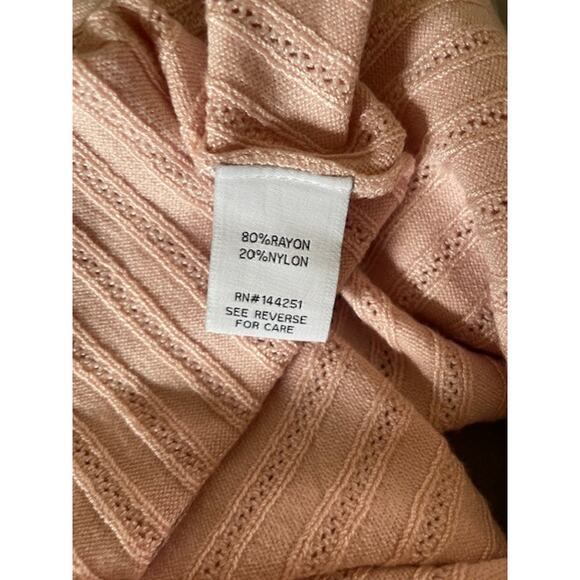 80%RAYON
20%NYLON
RN#144251
SEE REVERSE
FOR CARE